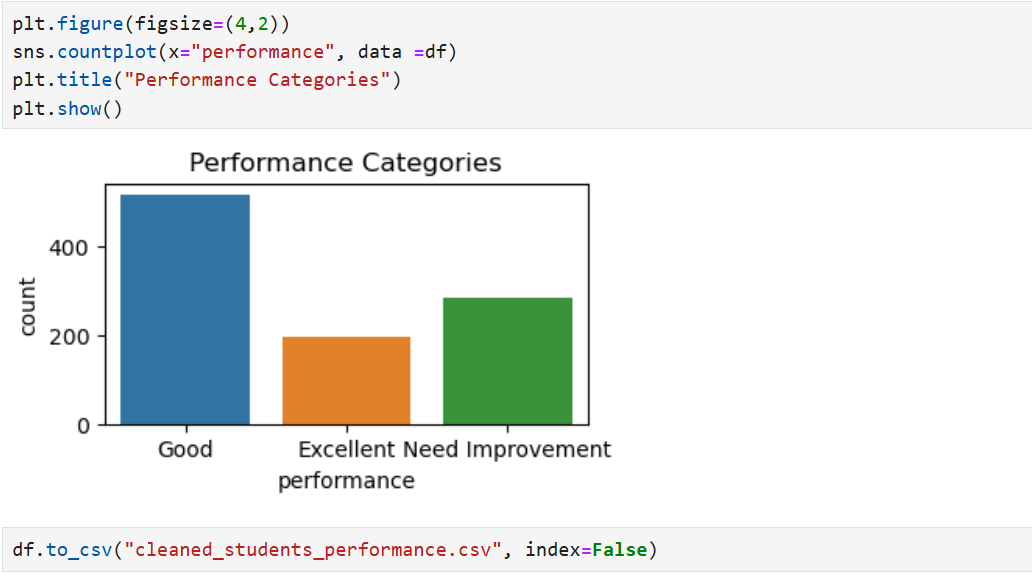 plt.figure(figsize=(4,2))
sns.countplot(x="performance", data =df)
plt.title("Performance Categories")
plt.show()
Performance Categories
400
200
0
count
Good Excellent Need Improvement
performance
df.to_csv("cleaned_students_performance.csv", index=False)